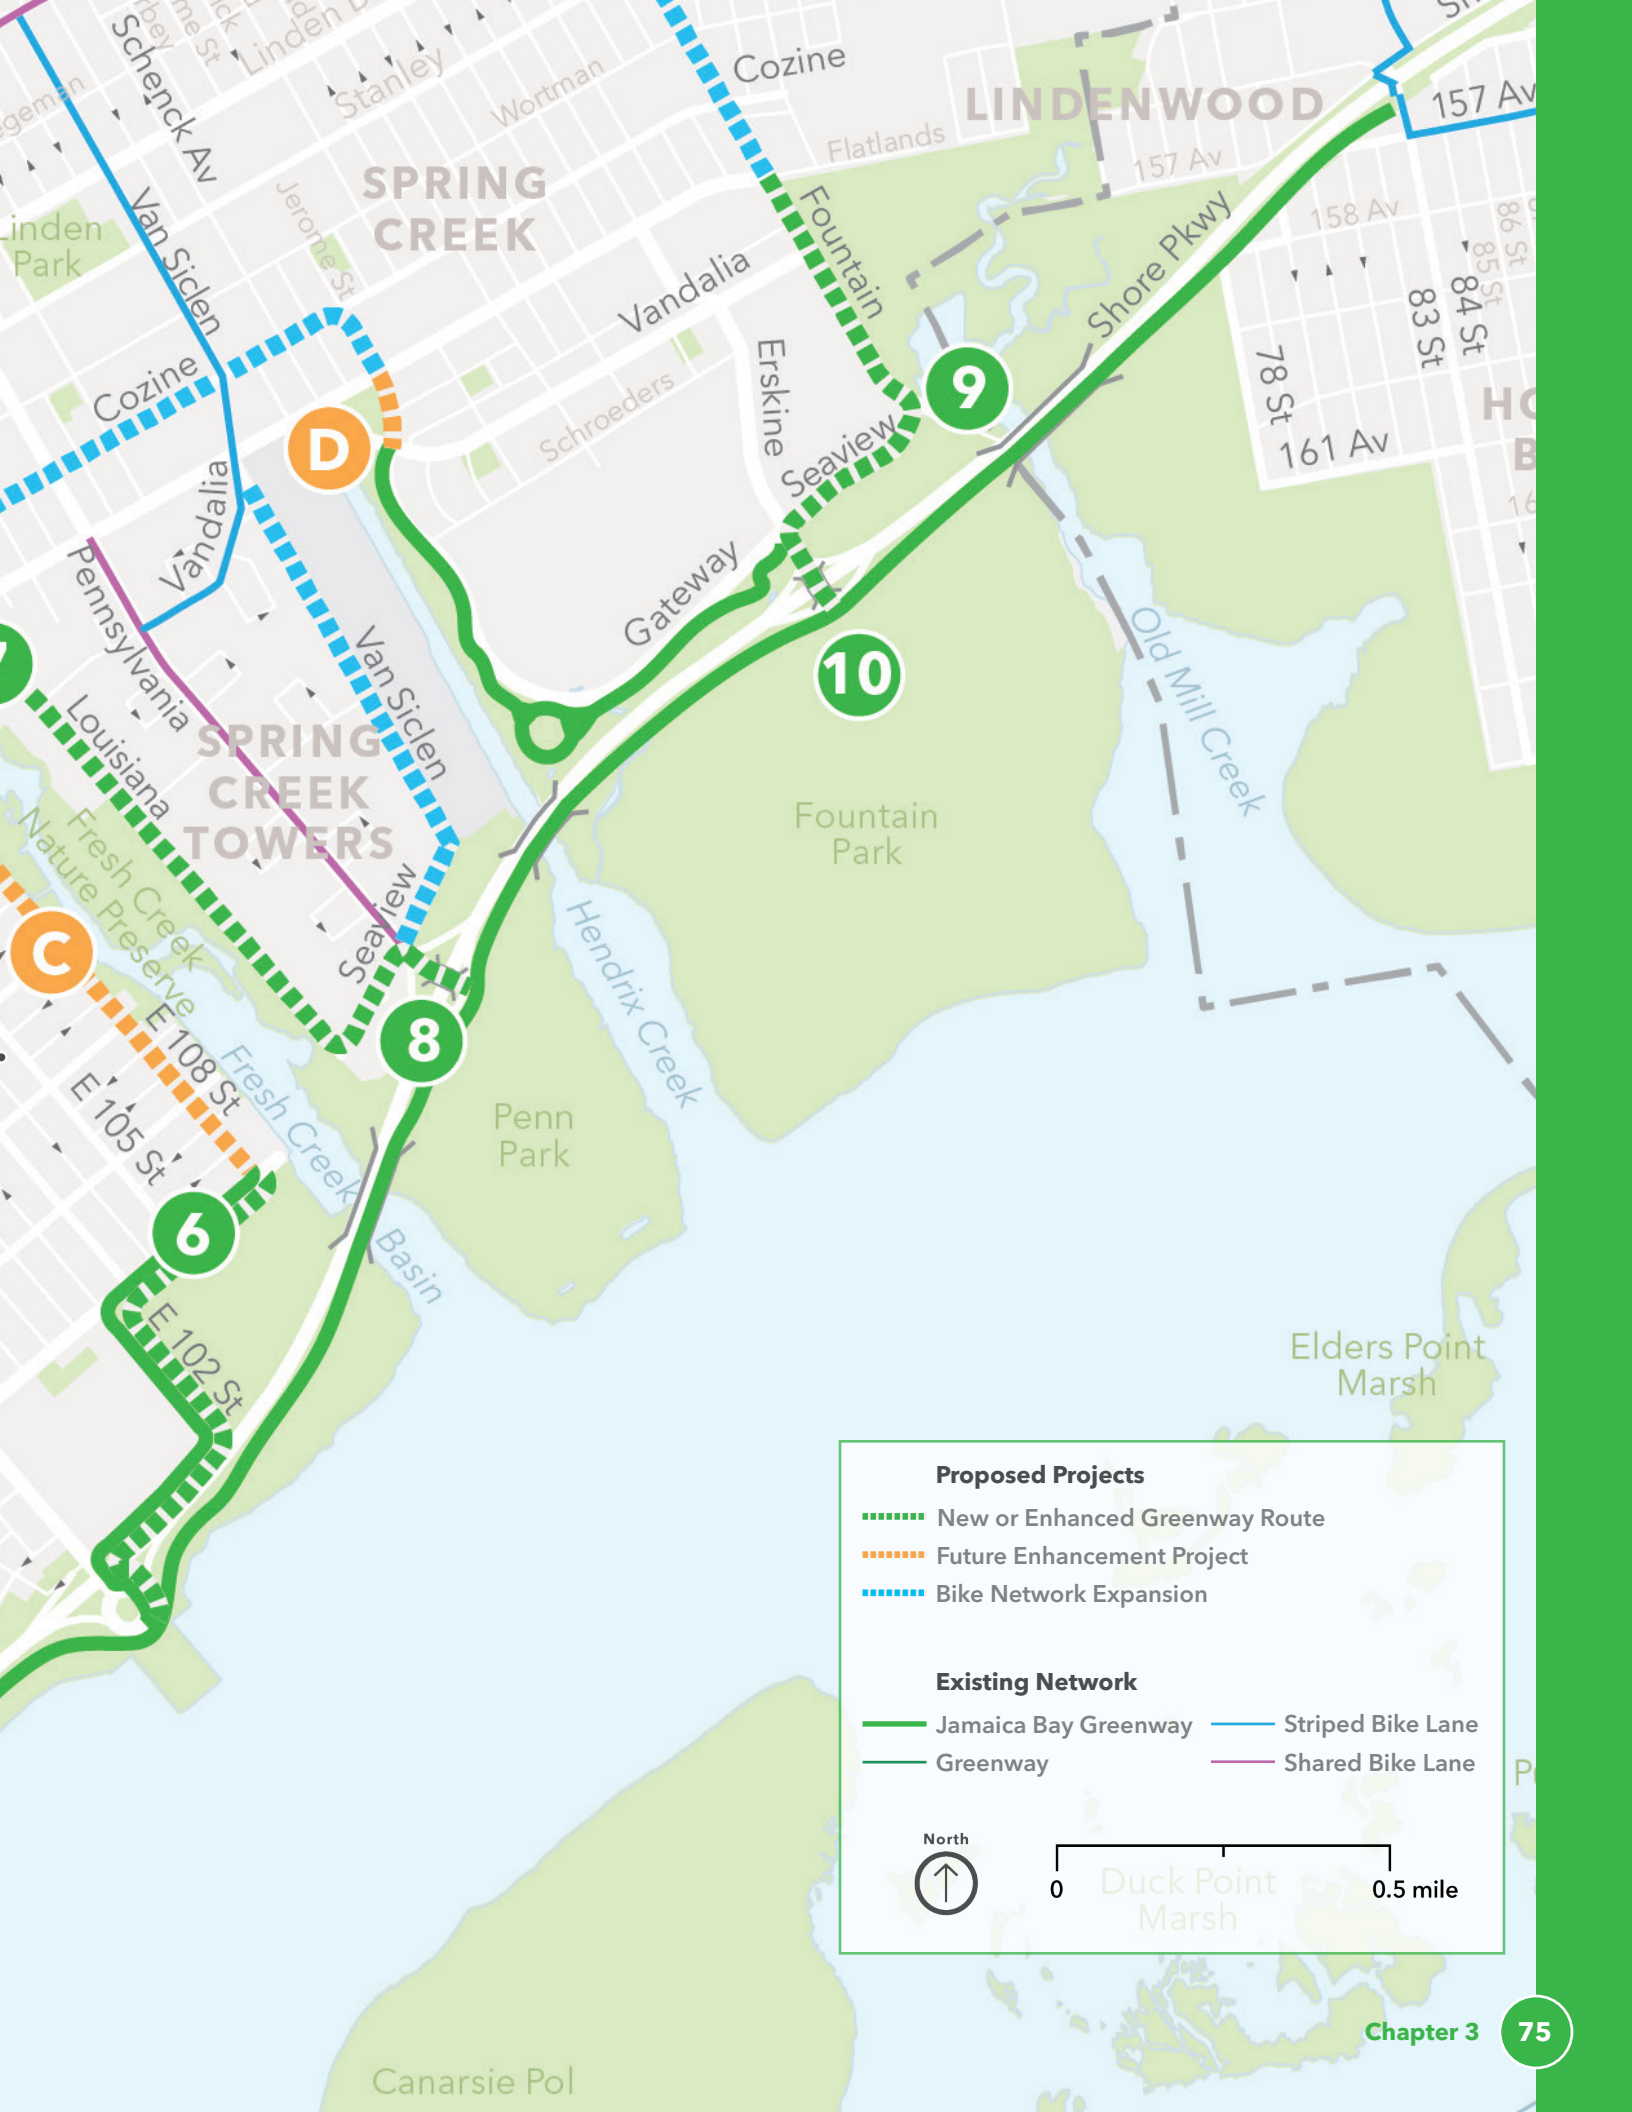 Schenck Av
Linden
Stanley
Wortman
Cozine
Flatlands
LINDENWOOD
157 Av
157 Av
SPRING
CREEK
Linden
Park
Van Siclen
Jerome St
Fountain
Shore Pkwy
158 Av
86 St
85 St
84 St
83 St
78 St
161 Av
Vandalia
Erskine
Cozine
Schroeders
Seaview
9
D
Vandalia
Pennsylvania
Gateway
10
Old Mill Creek
7
Louisiana
Van Siclen
SPRING
CREEK
TOWERS
Fresh Creek
Nature Preserve
Fountain
Park
Seaview
Hendrix Creek
C
8
E 108 St
E 105 St
Fresh Creek
Basin
Penn
Park
6
E 102 St
Elders Point
Marsh
Proposed Projects
New or Enhanced Greenway Route
Future Enhancement Project
Bike Network Expansion
Existing Network
Jamaica Bay Greenway
Striped Bike Lane
Greenway
Shared Bike Lane
North
0
0.5 mile
Duck Point
Marsh
Canarsie Pol
Chapter 3
75